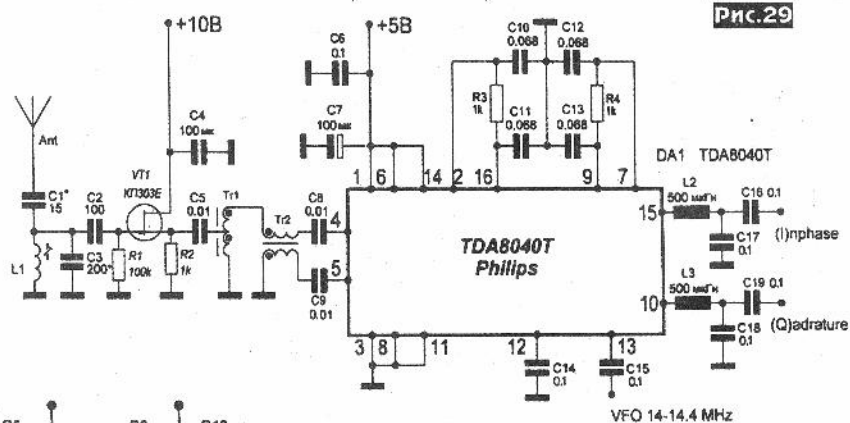 Рис.29
+10В
+5В
C6
0.1
C10
0.068
C12
0.068
Ant
C4
100 мк
C7
100 мк
R3
1k
C11
0.068
C13
0.068
R4
1k
VT1
КП303Е
C1*
15
C2
100
C5
0.01
Tr1
Tr2
C8
0.01
1
6
14
2
16
9
7
DA1 TDA8040T
L2
500 мкГн
C16 0.1
4
15
TDA8040T
Philips
C17
0.1
(I)nphase
L1
C3
200*
R1
100k
R2
1k
5
C9
0.01
10
L3
500 мкГн
C19 0.1
C18
0.1
(Q)adrature
3
8
11
12
13
C14
0.1
C15
0.1
VFO 14-14.4 MHz